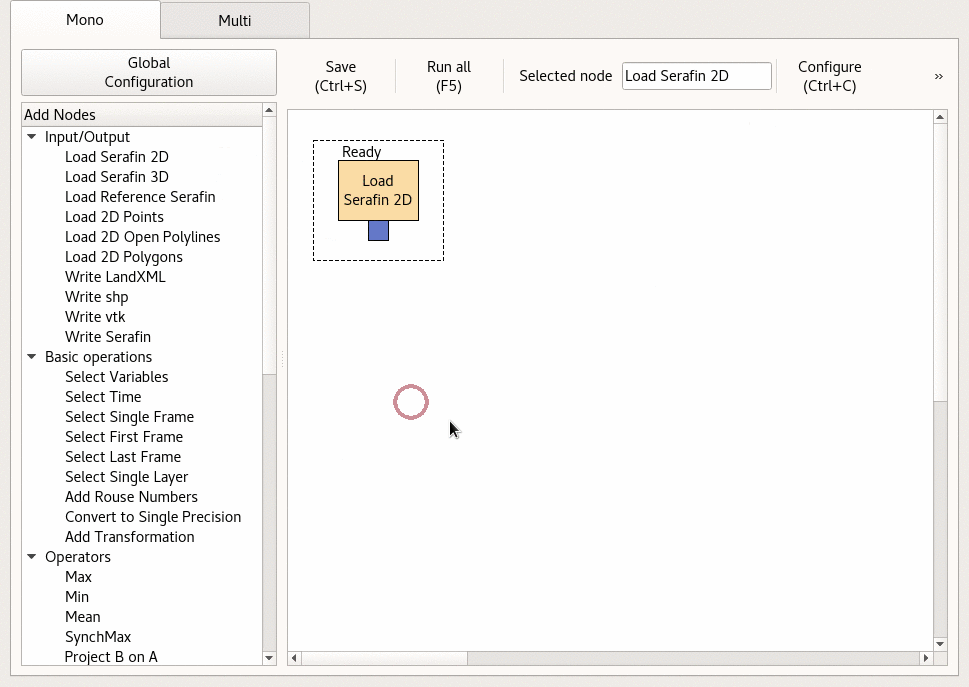 Mono
Multi
Global
Configuration
Save
(Ctrl+S)
Run all
(F5)
Selected node
Load Serafin 2D
Configure
(Ctrl+C)
»
Add Nodes
Input/Output
Load Serafin 2D
Load Serafin 3D
Load Reference Serafin
Load 2D Points
Load 2D Open Polylines
Load 2D Polygons
Write LandXML
Write shp
Write vtk
Write Serafin
Basic operations
Select Variables
Select Time
Select Single Frame
Select First Frame
Select Last Frame
Select Single Layer
Add Rouse Numbers
Convert to Single Precision
Add Transformation
Operators
Max
Min
Mean
SynchMax
Project B on A
Ready
Load
Serafin 2D